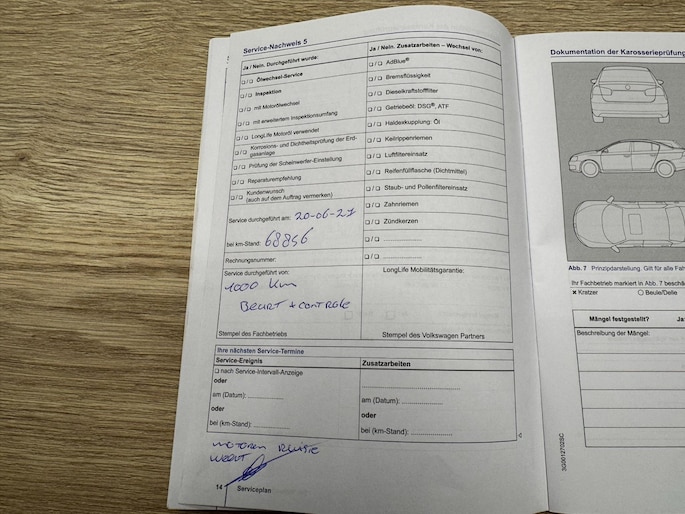 Service-Nachweis 5
Ja / Nein. Durchgeführt wurde:
❑ / ❑ Ölwechsel-Service
❑ / ❑ Inspektion
❑ / ❑ mit Motorölwechsel
❑ / ❑ mit erweitertem Inspektionsumfang
❑ / ❑ LongLife Motoröl verwendet
❑ / ❑ Korrosions- und Dichtheitsprüfung der Erd-
gasanlage
❑ / ❑ Prüfung der Scheinwerfer-Einstellung
❑ / ❑ Reparaturempfehlung
❑ / ❑ Kundenwunsch
(auch auf dem Auftrag vermerken)
Service durchgeführt am: 20-06-21
bei km-Stand: 68856
Rechnungsnummer:
Service durchgeführt von:
1000 Km
BEURT + CONTROLE
Stempel des Fachbetriebs
Ja / Nein. Zusatzarbeiten – Wechsel von:
❑ / ❑ AdBlue®
❑ / ❑ Bremsflüssigkeit
❑ / ❑ Dieselkraftstofffilter
❑ / ❑ Getriebeöl: DSG®, ATF
❑ / ❑ Haldexkupplung: Öl
❑ / ❑ Keilrippenriemen
❑ / ❑ Luftfiltereinsatz
❑ / ❑ Reifenfüllflasche (Dichtmittel)
❑ / ❑ Staub- und Pollenfiltereinsatz
❑ / ❑ Zahnriemen
❑ / ❑ Zündkerzen
❑ / ❑ ....................
❑ / ❑ ....................
LongLife Mobilitätsgarantie:
Stempel des Volkswagen Partners
Ihre nächsten Service-Termine
Service-Ereignis
❑ nach Service-Intervall-Anzeige
oder
am (Datum): ..............
oder
bei (km-Stand): ..............
Zusatzarbeiten
..............................
am (Datum): ..............
oder
bei (km-Stand): ..............
MOTOREN
14 Serviceplan
Dokumentation der Karosserieprüfung
Abb. 7 Prinzipdarstellung. Gilt für alle
Ihr Fachbetrieb markiert in Abb. 7
× Kratzer ○ Beule/Delle
Mängel festgestellt?
Beschreibung der Mängel:
3G0012702SC